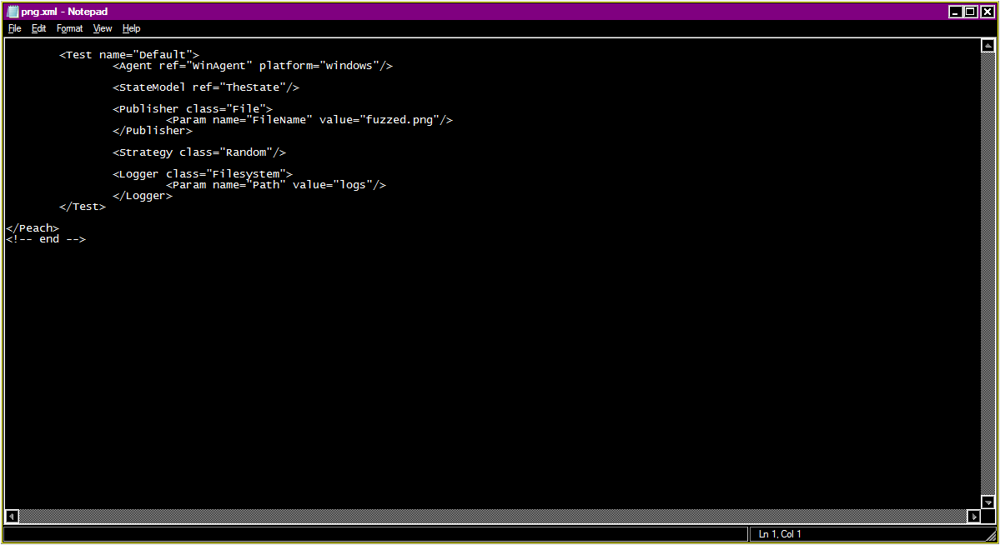 png.xml - Notepad
File Edit Format View Help
<Test name="Default">
<Agent ref="WinAgent" platform="windows"/>
<StateModel ref="TheState"/>
<Publisher class="File">
<Param name="FileName" value="fuzzed.png"/>
</Publisher>
<Strategy class="Random"/>
<Logger class="Filesystem">
<Param name="Path" value="logs"/>
</Logger>
</Test>
</Peach>
<!-- end -->
Ln 1, Col 1